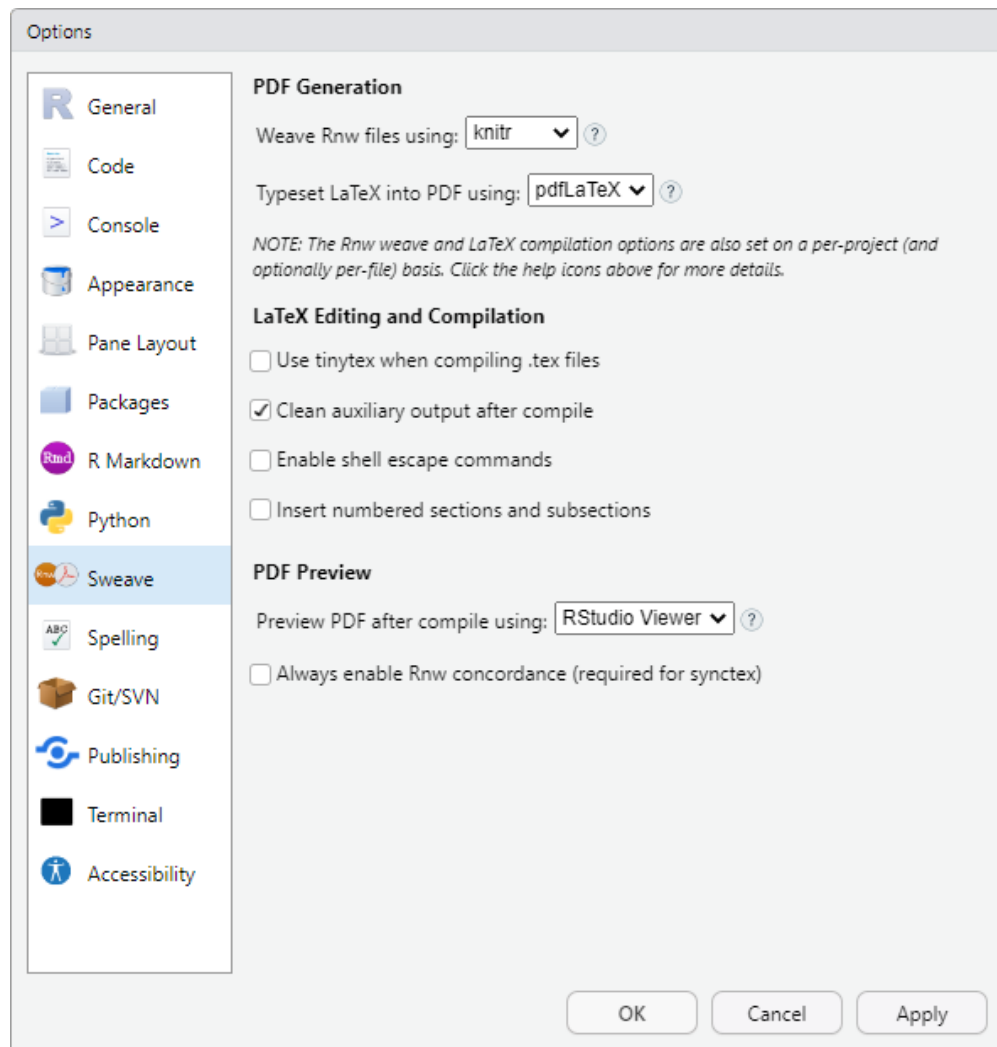 Options
R General
Code
> Console
Appearance
Pane Layout
Packages
Rmd R Markdown
Python
Rnw Sweave
ABC Spelling
Git/SVN
Publishing
Terminal
Accessibility
PDF Generation
Weave Rnw files using: knitr ?
Typeset LaTeX into PDF using: pdfLaTeX ?
NOTE: The Rnw weave and LaTeX compilation options are also set on a per-project (and
optionally per-file) basis. Click the help icons above for more details.
LaTeX Editing and Compilation
Use tinytex when compiling .tex files
Clean auxiliary output after compile
Enable shell escape commands
Insert numbered sections and subsections
PDF Preview
Preview PDF after compile using: RStudio Viewer ?
Always enable Rnw concordance (required for synctex)
OK Cancel Apply